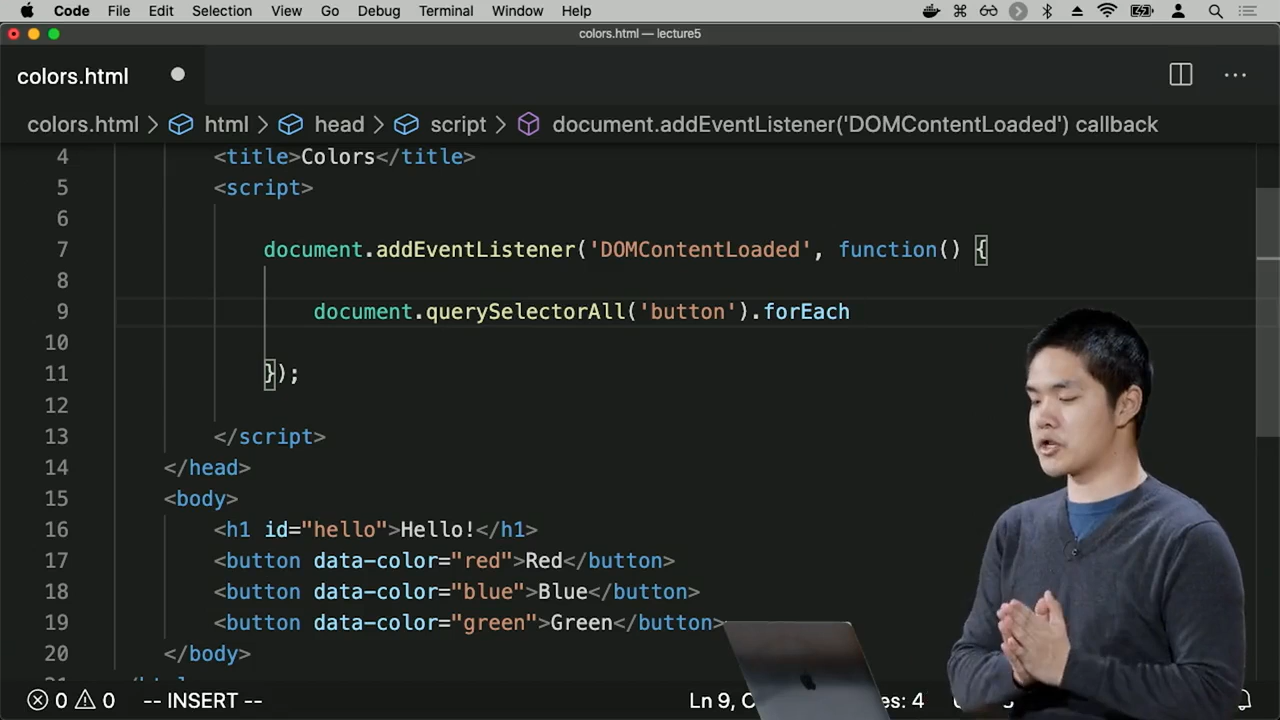 Code File Edit Selection View Go Debug Terminal Window Help
colors.html — lecture5
colors.html
colors.html > html > head > script > document.addEventListener('DOMContentLoaded') callback
4 <title>Colors</title>
5 <script>
6
7 document.addEventListener('DOMContentLoaded', function() {
8
9 document.querySelectorAll('button').forEach
10
11 });
12
13 </script>
14 </head>
15 <body>
16 <h1 id="hello">Hello!</h1>
17 <button data-color="red">Red</button>
18 <button data-color="blue">Blue</button>
19 <button data-color="green">Green</button>
20 </body>
0 0 -- INSERT -- Ln 9, : 4